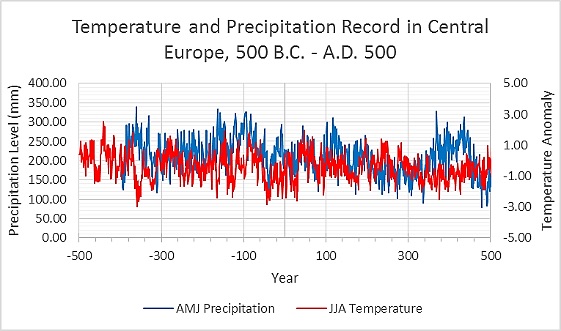 Temperature and Precipitation Record in Central
Europe, 500 B.C. - A.D. 500
Precipitation Level (mm)
400.00
350.00
300.00
250.00
200.00
150.00
100.00
50.00
0.00
5.00
3.00
1.00
-1.00
-3.00
-5.00
Temperature Anomaly
-500 -300 -100 100 300 500
Year
AMJ Precipitation JJA Temperature